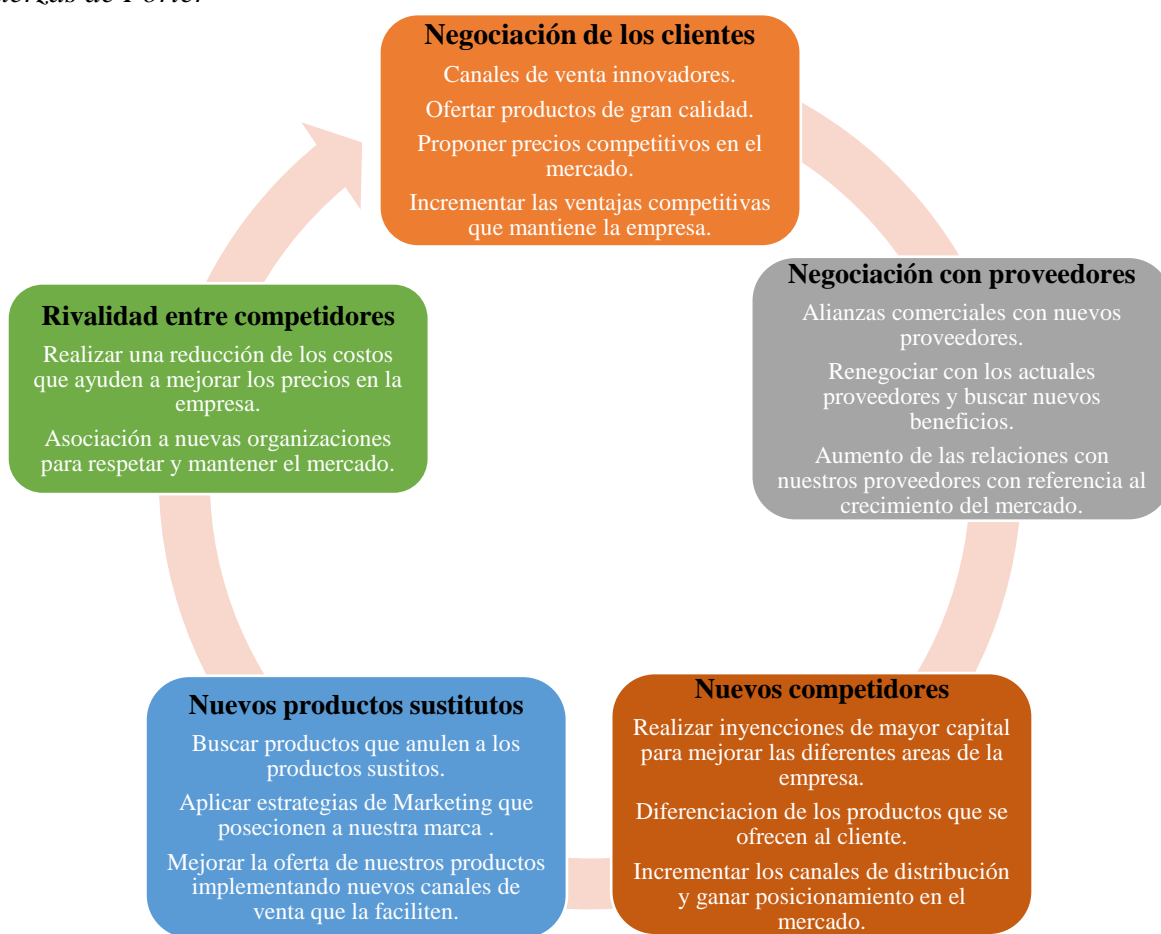 de Porter
Negociación de los clientes
Canales de venta innovadores.
Ofertar productos de gran calidad.
Proponer precios competitivos en el
mercado.
Incrementar las ventajas competitivas
que mantiene la empresa.
Negociación con proveedores
Alianzas comerciales con nuevos
proveedores.
Renegociar con los actuales
proveedores y buscar nuevos
beneficios.
Aumento de las relaciones con
nuestros proveedores con referencia al
crecimiento del mercado.
Nuevos competidores
Realizar inyencciones de mayor capital
para mejorar las diferentes areas de la
empresa.
Diferenciacion de los productos que se
ofrecen al cliente.
Incrementar los canales de distribución
y ganar posicionamiento en el
mercado.
Nuevos productos sustitutos
Buscar productos que anulen a los
productos sustitos.
Aplicar estrategias de Marketing que
posecionen a nuestra marca .
Mejorar la oferta de nuestros productos
implementando nuevos canales de
venta que la faciliten.
Rivalidad entre competidores
Realizar una reducción de los costos
que ayuden a mejorar los precios en la
empresa.
Asociación a nuevas organizaciones
para respetar y mantener el mercado.